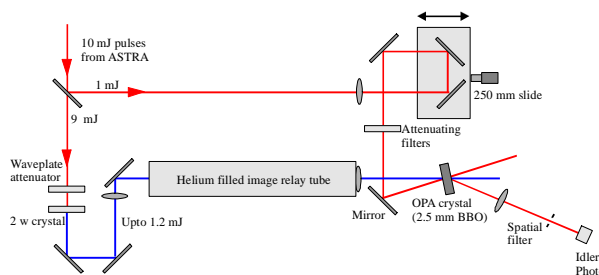 10 mJ pulses
from ASTRA
1 mJ
9 mJ
250 mm slide
Attenuating
filters
Waveplate
attenuator
Helium filled image relay tube
2 w crystal
Upto 1.2 mJ
Mirror
OPA crystal
(2.5 mm BBO)
Spatial
filter
Idler
Phot